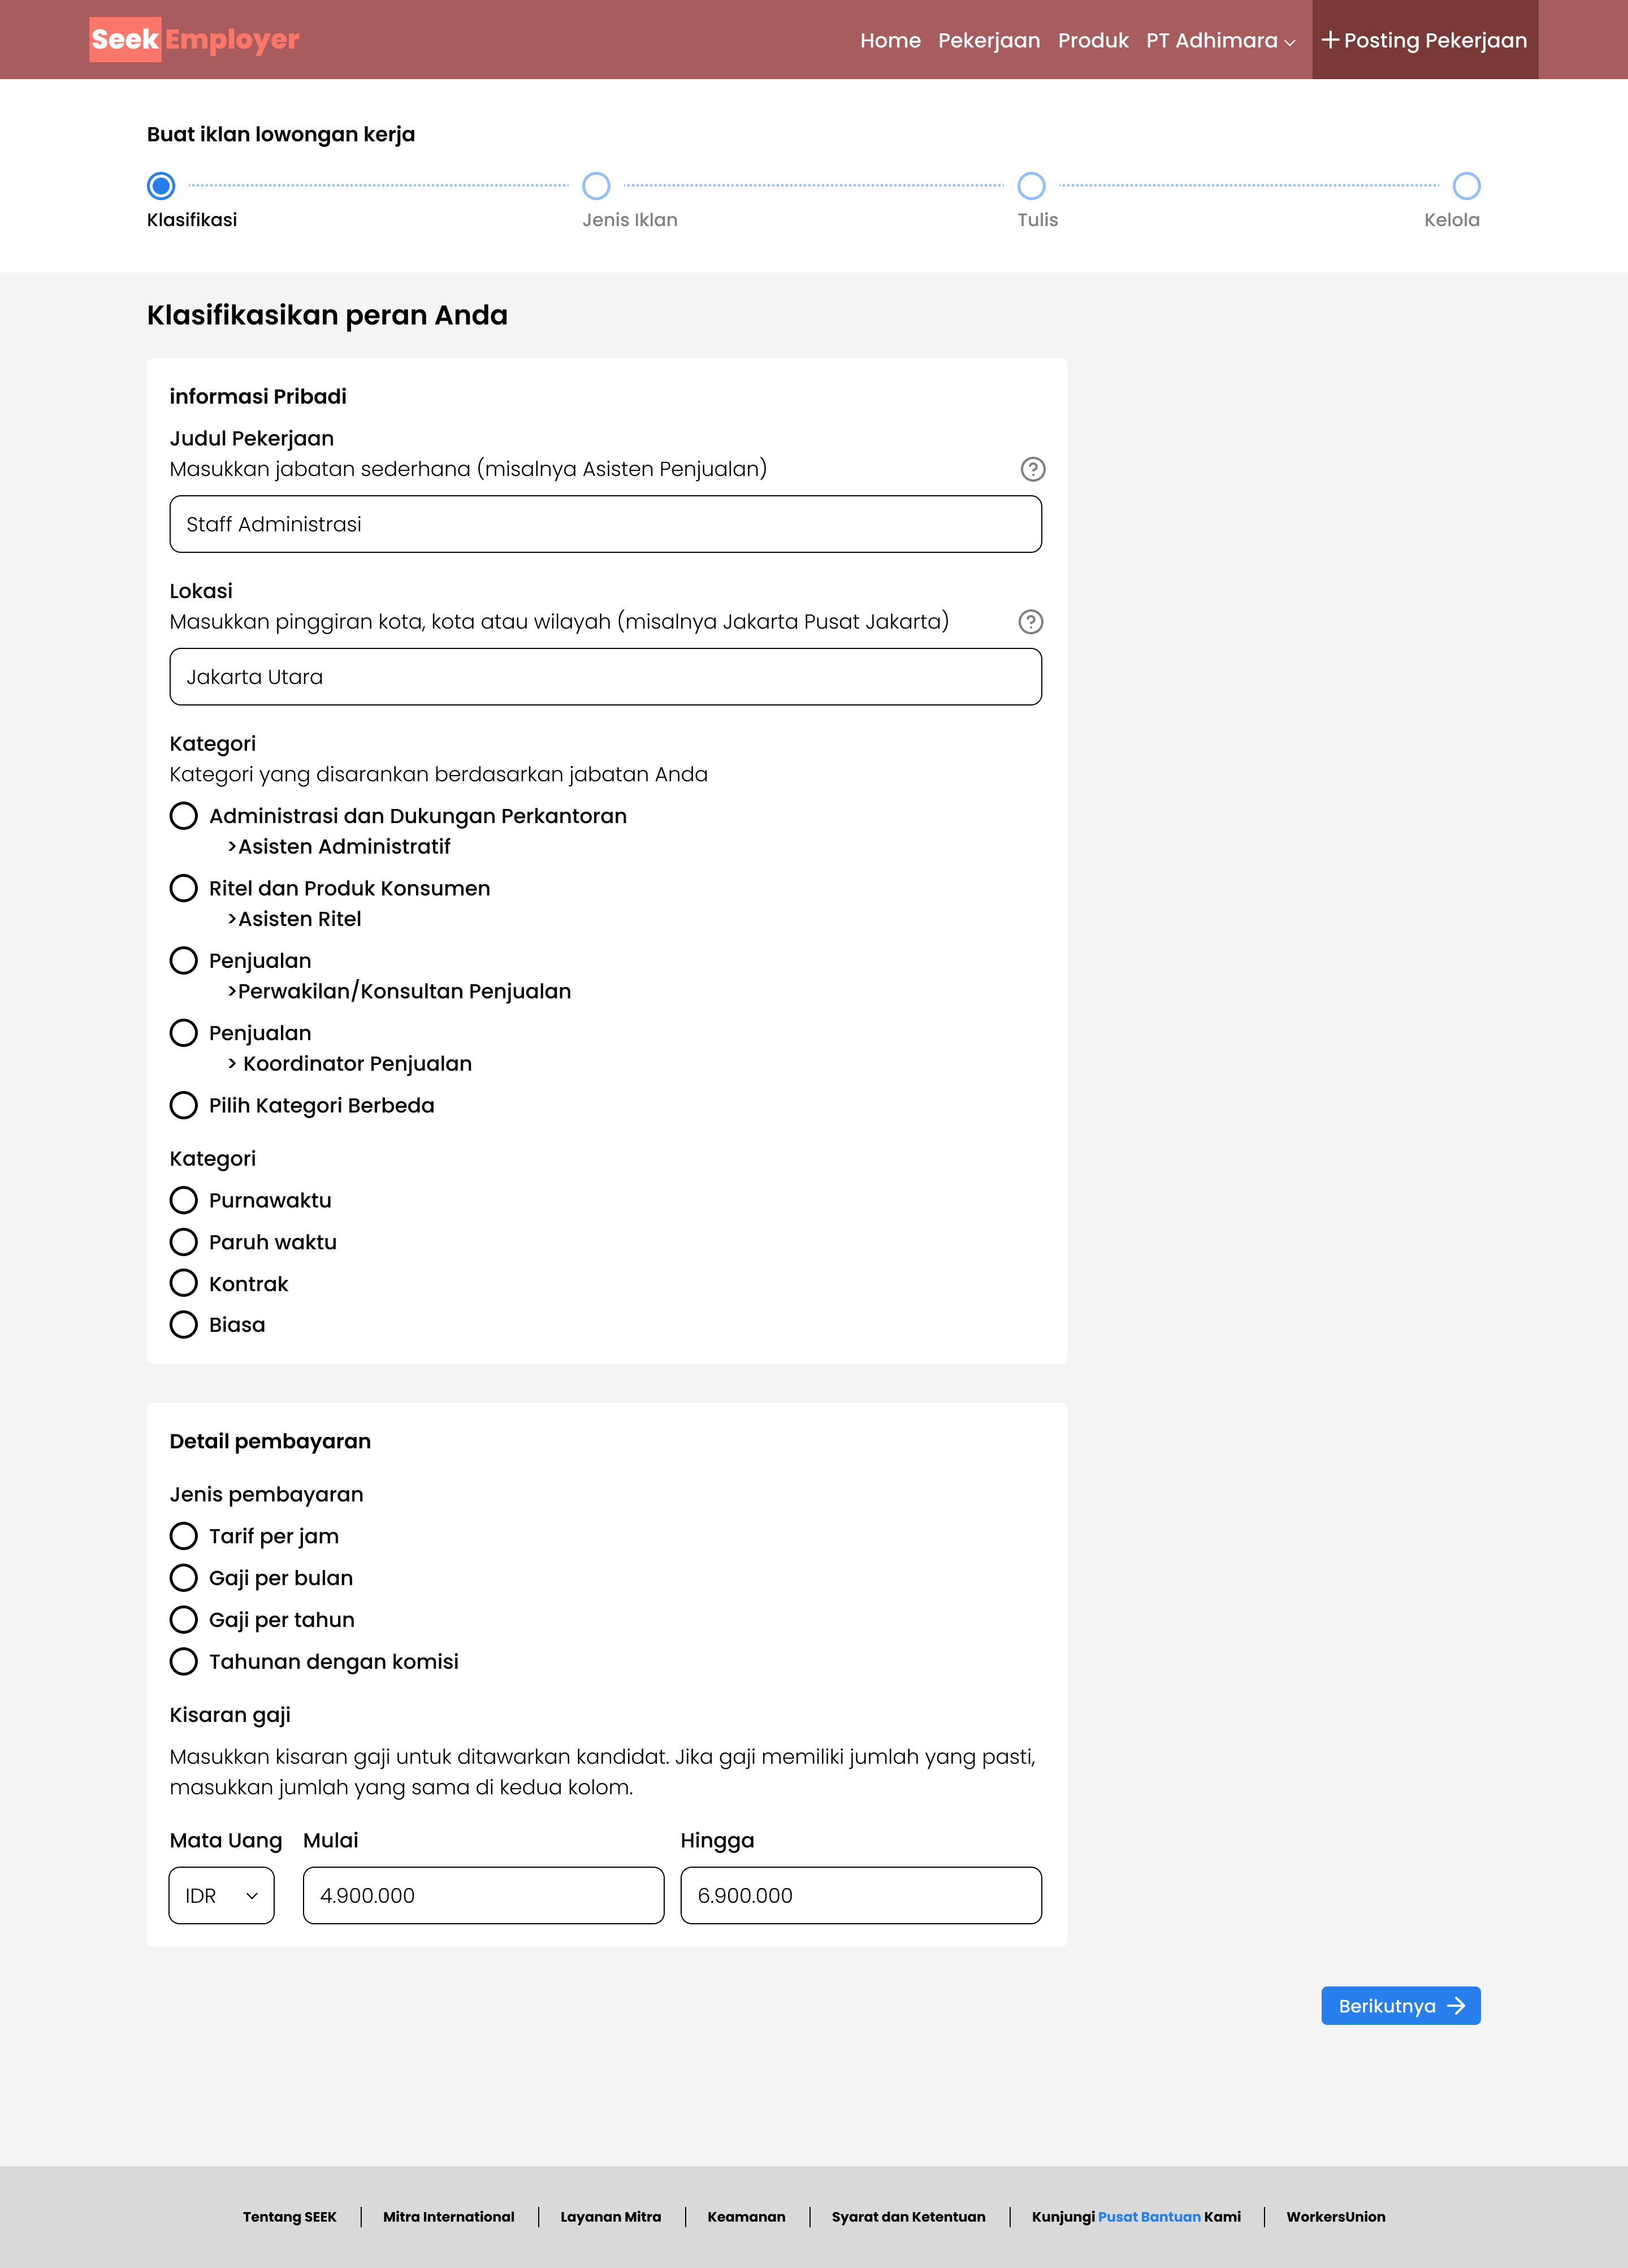 Seek Employer
Home Pekerjaan Produk PT Adhimara + Posting Pekerjaan
Buat iklan lowongan kerja
Klasifikasi Jenis Iklan Tulis Kelola
Klasifikasikan peran Anda
informasi Pribadi
Judul Pekerjaan
Masukkan jabatan sederhana (misalnya Asisten Penjualan) ?
Staff Administrasi
Lokasi
Masukkan pinggiran kota, kota atau wilayah (misalnya Jakarta Pusat Jakarta) ?
Jakarta Utara
Kategori
Kategori yang disarankan berdasarkan jabatan Anda
Administrasi dan Dukungan Perkantoran
>Asisten Administratif
Ritel dan Produk Konsumen
>Asisten Ritel
Penjualan
>Perwakilan/Konsultan Penjualan
Penjualan
> Koordinator Penjualan
Pilih Kategori Berbeda
Kategori
Purnawaktu
Paruh waktu
Kontrak
Biasa
Detail pembayaran
Jenis pembayaran
Tarif per jam
Gaji per bulan
Gaji per tahun
Tahunan dengan komisi
Kisaran gaji
Masukkan kisaran gaji untuk ditawarkan kandidat. Jika gaji memiliki jumlah yang pasti,
masukkan jumlah yang sama di kedua kolom.
Mata Uang Mulai Hingga
IDR 4.900.000 6.900.000
Berikutnya
Tentang SEEK | Mitra International | Layanan Mitra | Keamanan | Syarat dan Ketentuan | Kunjungi Pusat Bantuan Kami | WorkersUnion